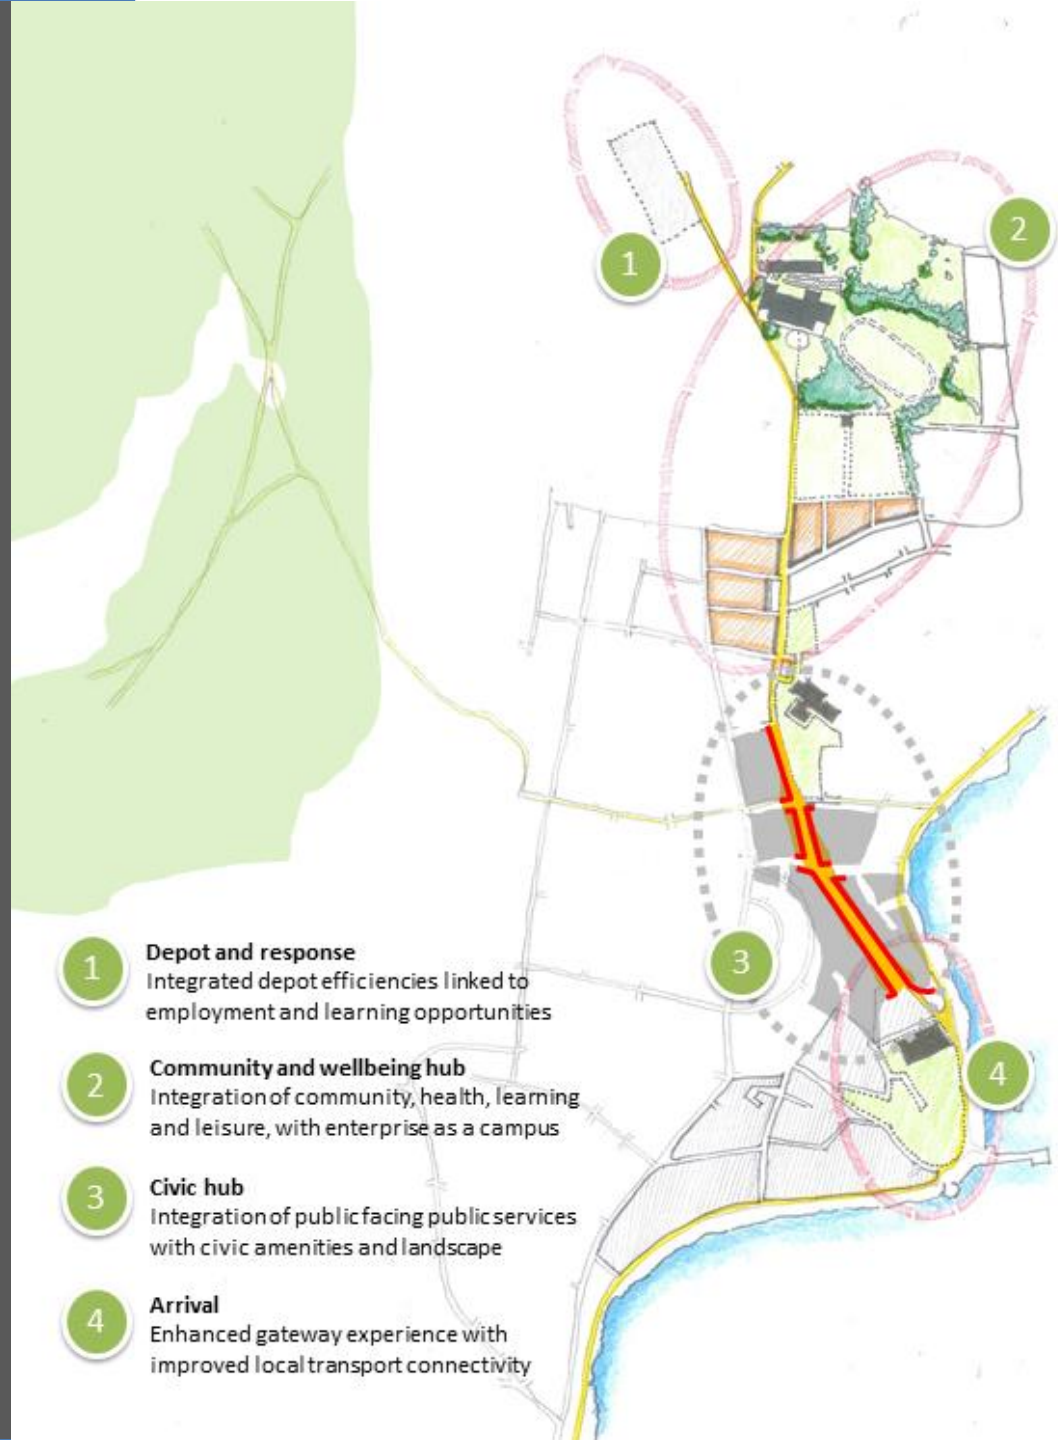 1
2
3
4
1
Depot and response
Integrated depot efficiencies linked to
employment and learning opportunities
2
Community and wellbeing hub
Integration of community, health, learning
and leisure, with enterprise as a campus
3
Civic hub
Integration of public facing public services
with civic amenities and landscape
4
Arrival
Enhanced gateway experience with
improved local transport connectivity